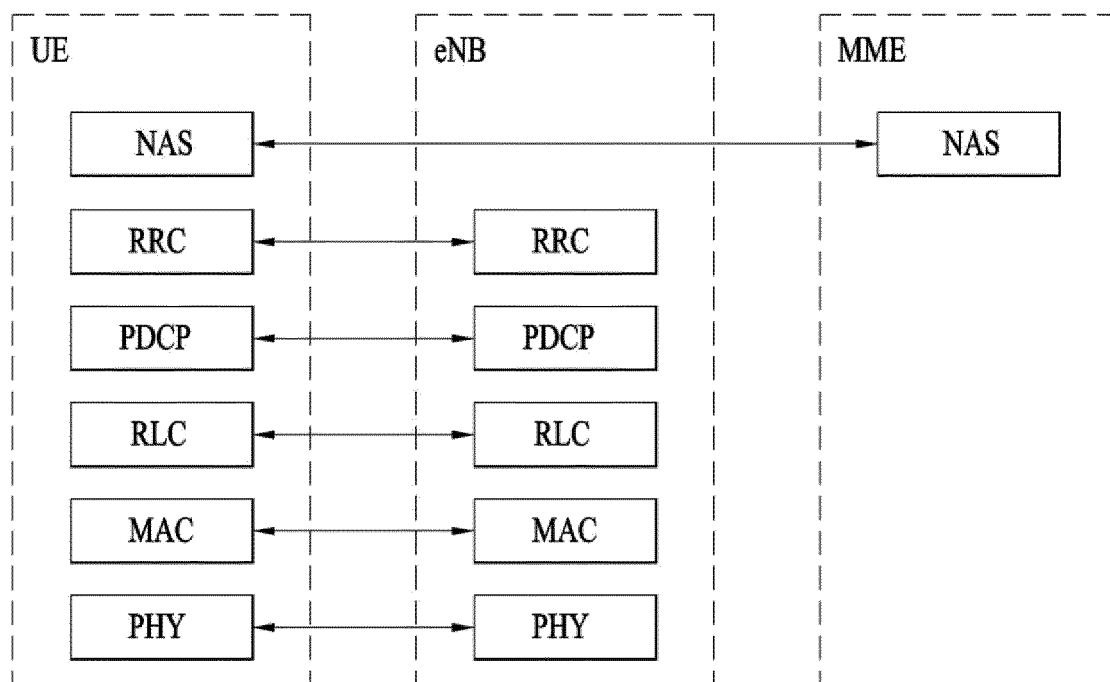 UE eNB MME
NAS NAS
RRC RRC
PDCP PDCP
RLC RLC
MAC MAC
PHY PHY